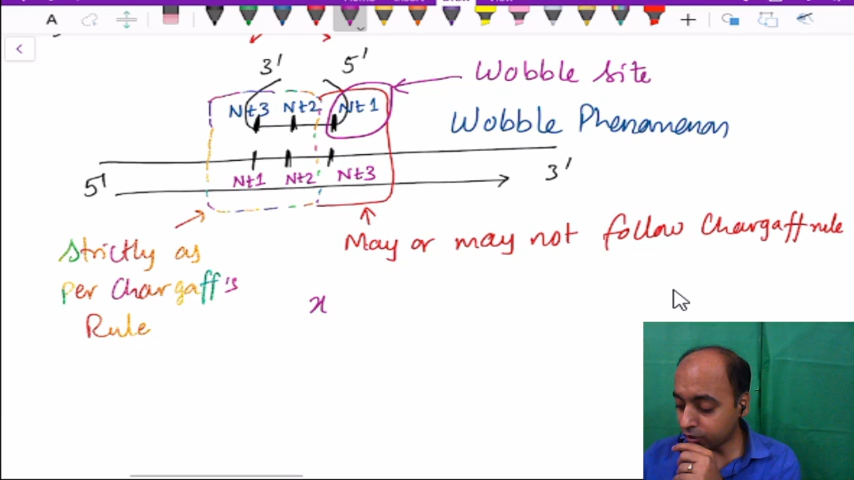 A
3' 5'
Wobble Site
Nt3 Nt2 Nt1
Wobble Phenomenon
5' Nt1 Nt2 Nt3 3'
Strictly as
per Chargaff's
Rule
May or may not follow Chargaff rule
x